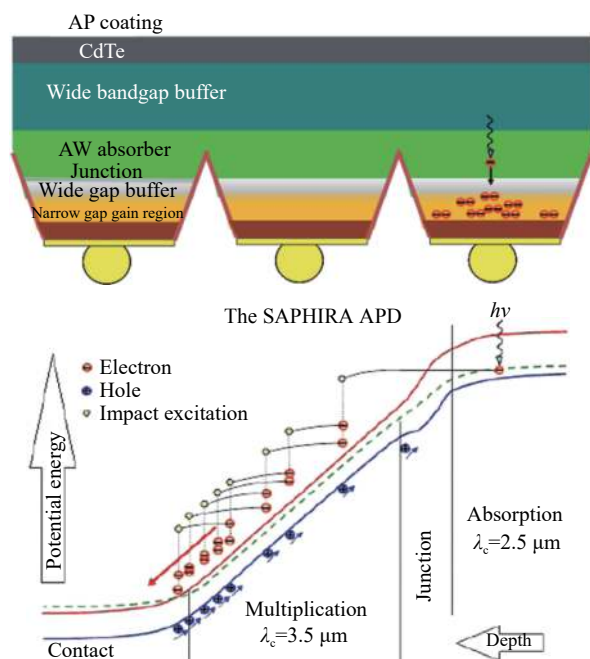 AP coating
CdTe
Wide bandgap buffer
AW absorber
Junction
Wide gap buffer
Narrow gap gain region
The SAPHIRA APD
hν
Electron
Hole
Impact excitation
Potential energy
Absorption
λc=2.5 μm
Junction
Multiplication
λc=3.5 μm
Contact
Depth